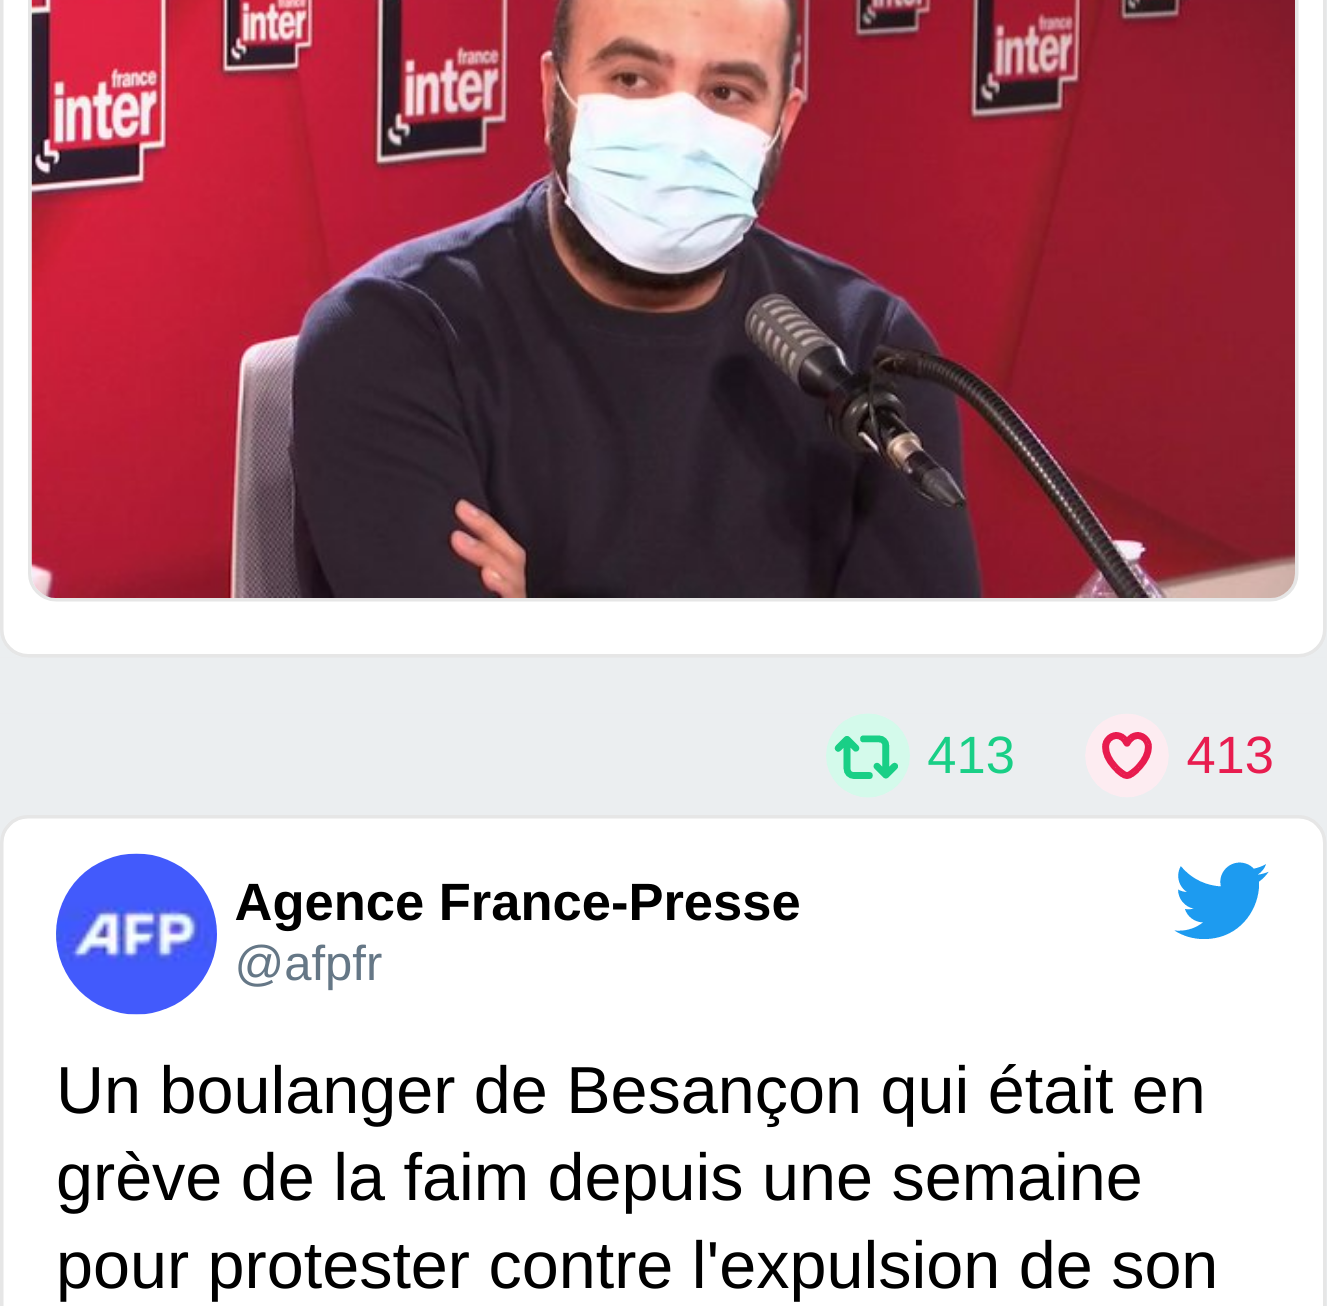 france
inter
france
inter
france
inter
france
inter
inter
413
413
AFP
Agence France-Presse
@afpfr
Un boulanger de Besançon qui était en
grève de la faim depuis une semaine
pour protester contre l'expulsion de son